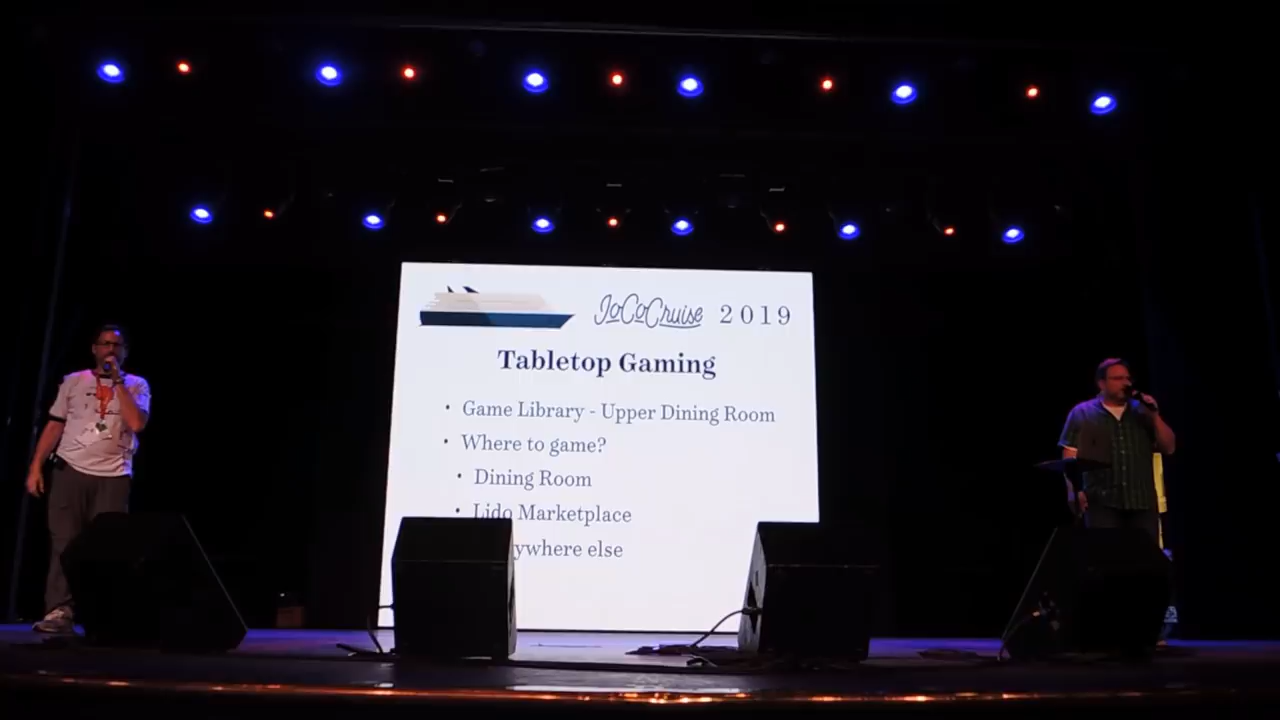 JoCoCruise 2019
Tabletop Gaming
• Game Library - Upper Dining Room
• Where to game?
• Dining Room
• Lido Marketplace
ywhere else